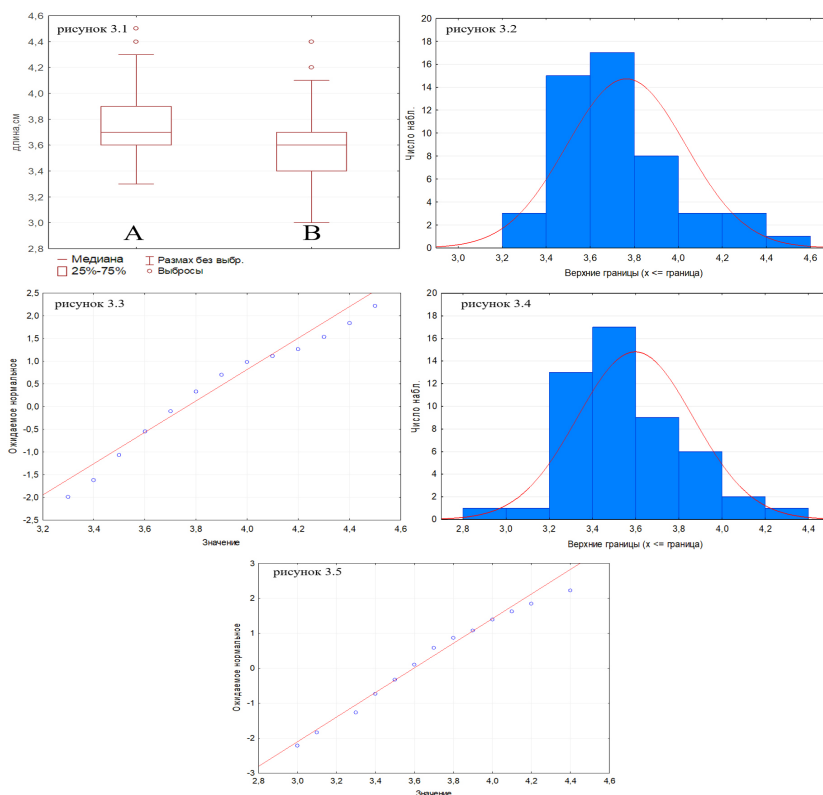 рисунок 3.1
4,6
4,4
4,2
4,0
3,8
3,6
3,4
3,2
3,0
2,8
длина,см
A
B
Медиана
25%-75%
Размах без выбр.
Выбросы
рисунок 3.2
20
18
16
14
12
10
8
6
4
2
0
Число набл.
3,0 3,2 3,4 3,6 3,8 4,0 4,2 4,4 4,6
Верхние границы (x <= граница)
рисунок 3.3
2,5
2,0
1,5
1,0
0,5
0,0
-0,5
-1,0
-1,5
-2,0
-2,5
Ожидаемое нормальное
3,2 3,4 3,6 3,8 4,0 4,2 4,4 4,6
Значение
рисунок 3.4
20
18
16
14
12
10
8
6
4
2
0
Число набл.
2,8 3,0 3,2 3,4 3,6 3,8 4,0 4,2 4,4
Верхние границы (x <= граница)
рисунок 3.5
3
2
1
0
-1
-2
-3
Ожидаемое нормальное
2,8 3,0 3,2 3,4 3,6 3,8 4,0 4,2 4,4 4,6
Значение